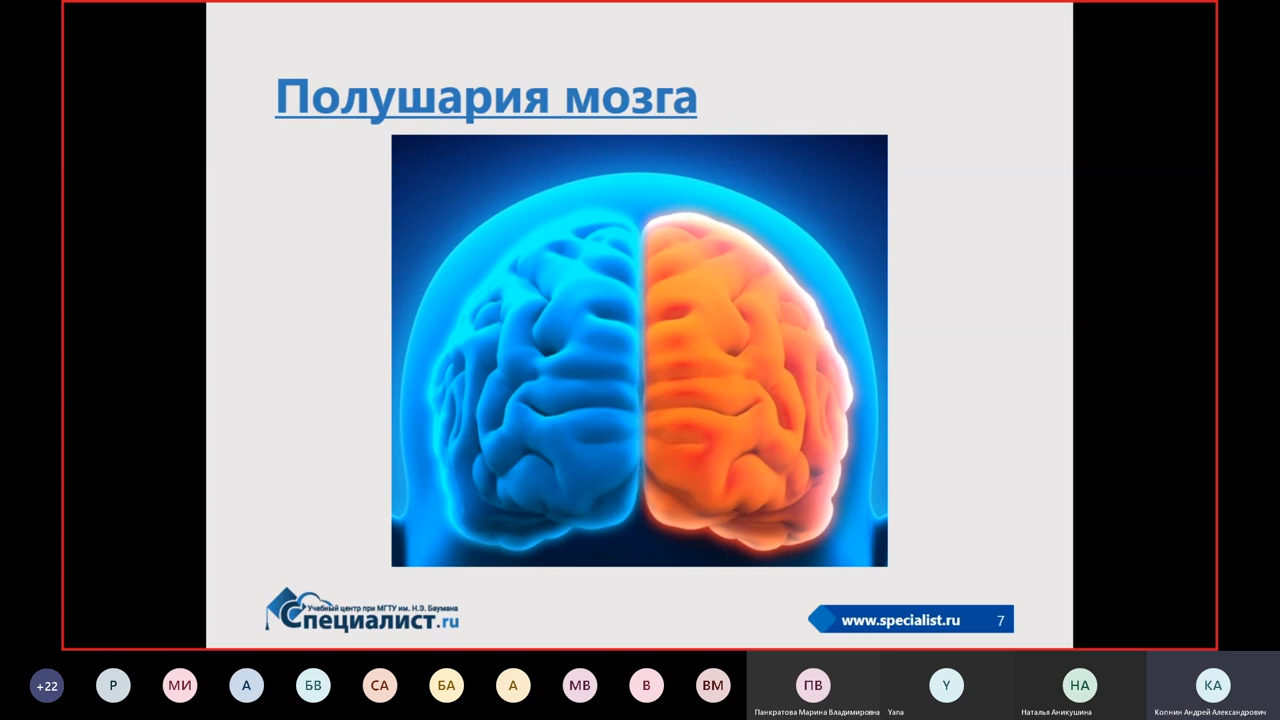 Полушария мозга
Учебный центр при МГТУ им. Н.Э. Баумана
Специалист.ru
www.specialist.ru 7
+22 Р МИ А БВ СА БА А МВ В ВМ ПВ Y НА КА
Панкратова Марина Владимировна Yana Наталья Аникушина Копнин Андрей Александрович